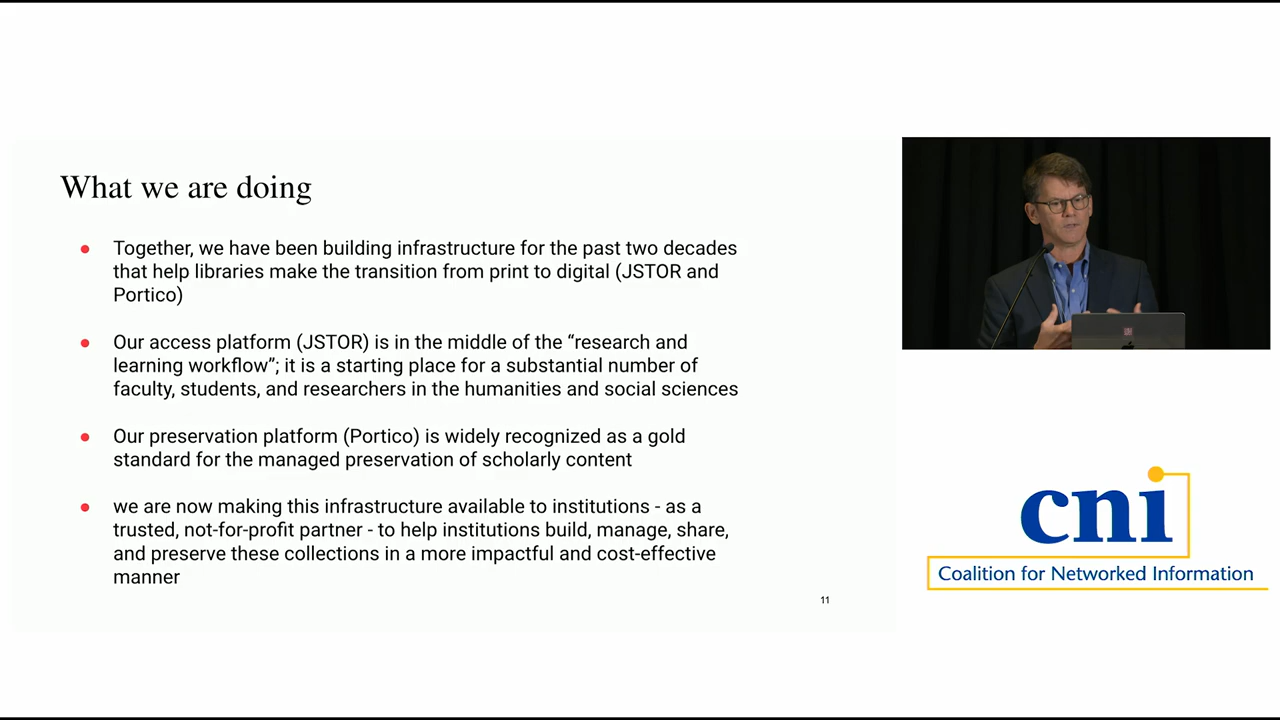 What we are doing
● Together, we have been building infrastructure for the past two decades
that help libraries make the transition from print to digital (JSTOR and
Portico)
● Our access platform (JSTOR) is in the middle of the “research and
learning workflow”; it is a starting place for a substantial number of
faculty, students, and researchers in the humanities and social sciences
● Our preservation platform (Portico) is widely recognized as a gold
standard for the managed preservation of scholarly content
● we are now making this infrastructure available to institutions - as a
trusted, not-for-profit partner - to help institutions build, manage, share,
and preserve these collections in a more impactful and cost-effective
manner
11
cni
Coalition for Networked Information